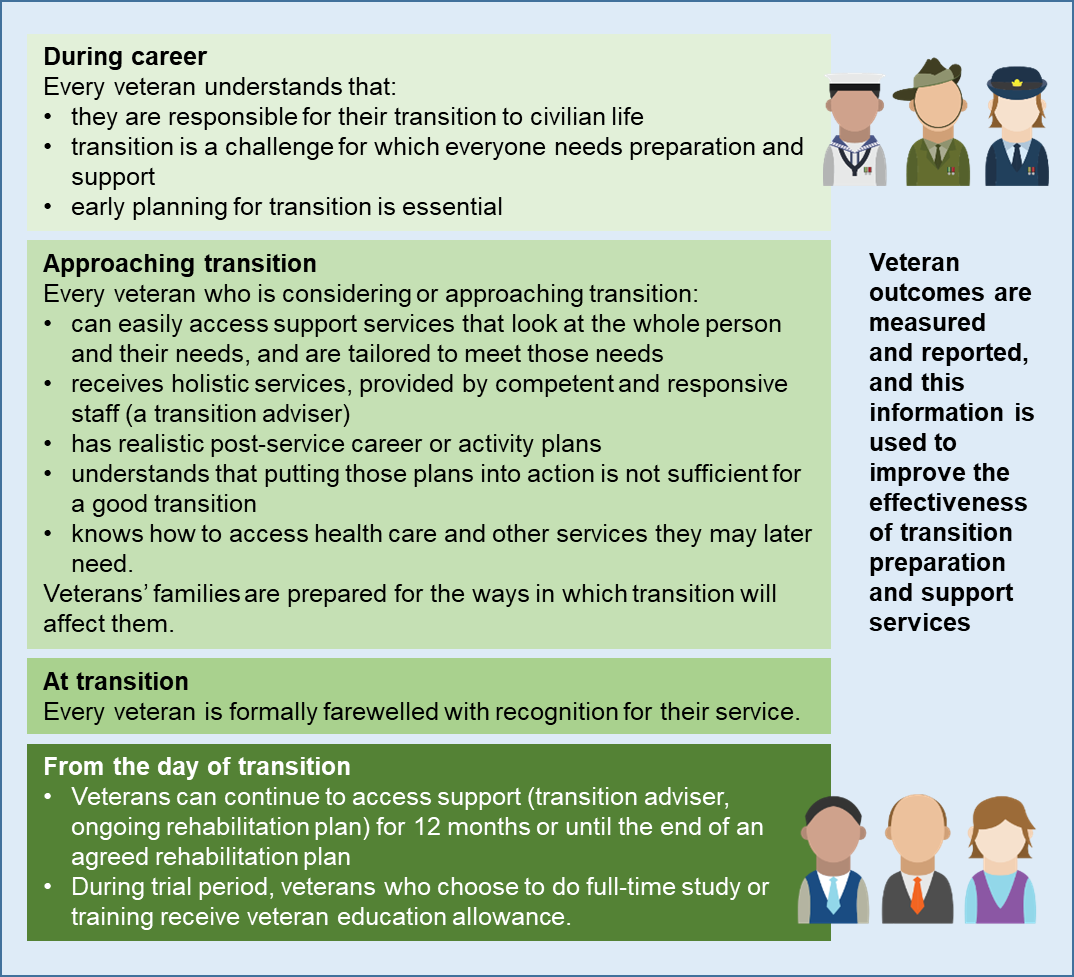 During career
Every veteran understands that:
• they are responsible for their transition to civilian life
• transition is a challenge for which everyone needs preparation and
support
• early planning for transition is essential
Approaching transition
Every veteran who is considering or approaching transition:
• can easily access support services that look at the whole person
and their needs, and are tailored to meet those needs
• receives holistic services, provided by competent and responsive
staff (a transition adviser)
• has realistic post-service career or activity plans
• understands that putting those plans into action is not sufficient for
a good transition
• knows how to access health care and other services they may later
need.
Veterans’ families are prepared for the ways in which transition will
affect them.
At transition
Every veteran is formally farewelled with recognition for their service.
From the day of transition
• Veterans can continue to access support (transition adviser,
ongoing rehabilitation plan) for 12 months or until the end of an
agreed rehabilitation plan
• During trial period, veterans who choose to do full-time study or
training receive veteran education allowance.
Veteran
outcomes are
measured
and reported,
and this
information is
used to
improve the
effectiveness
of transition
preparation
and support
services